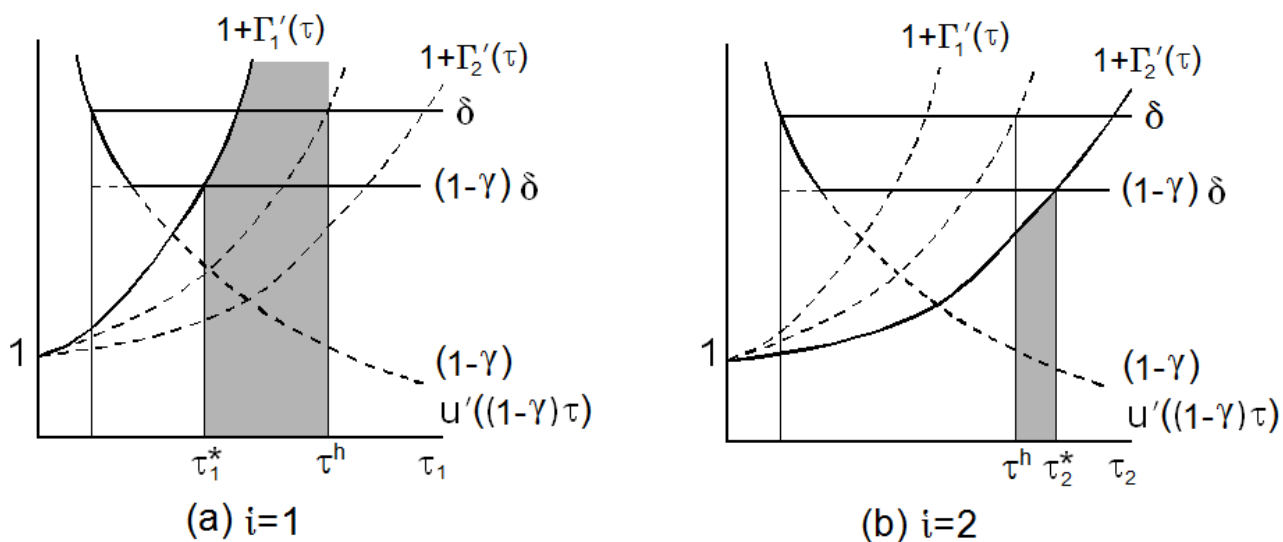 1+Γ₁′(τ)
1+Γ₂′(τ)
δ
(1-γ) δ
1
(1-γ)
u′((1-γ)τ)
τ₁*
τʰ
τ₁
(a) i=1
1+Γ₁′(τ)
1+Γ₂′(τ)
δ
(1-γ) δ
1
(1-γ)
u′((1-γ)τ)
τʰ
τ₂*
τ₂
(b) i=2